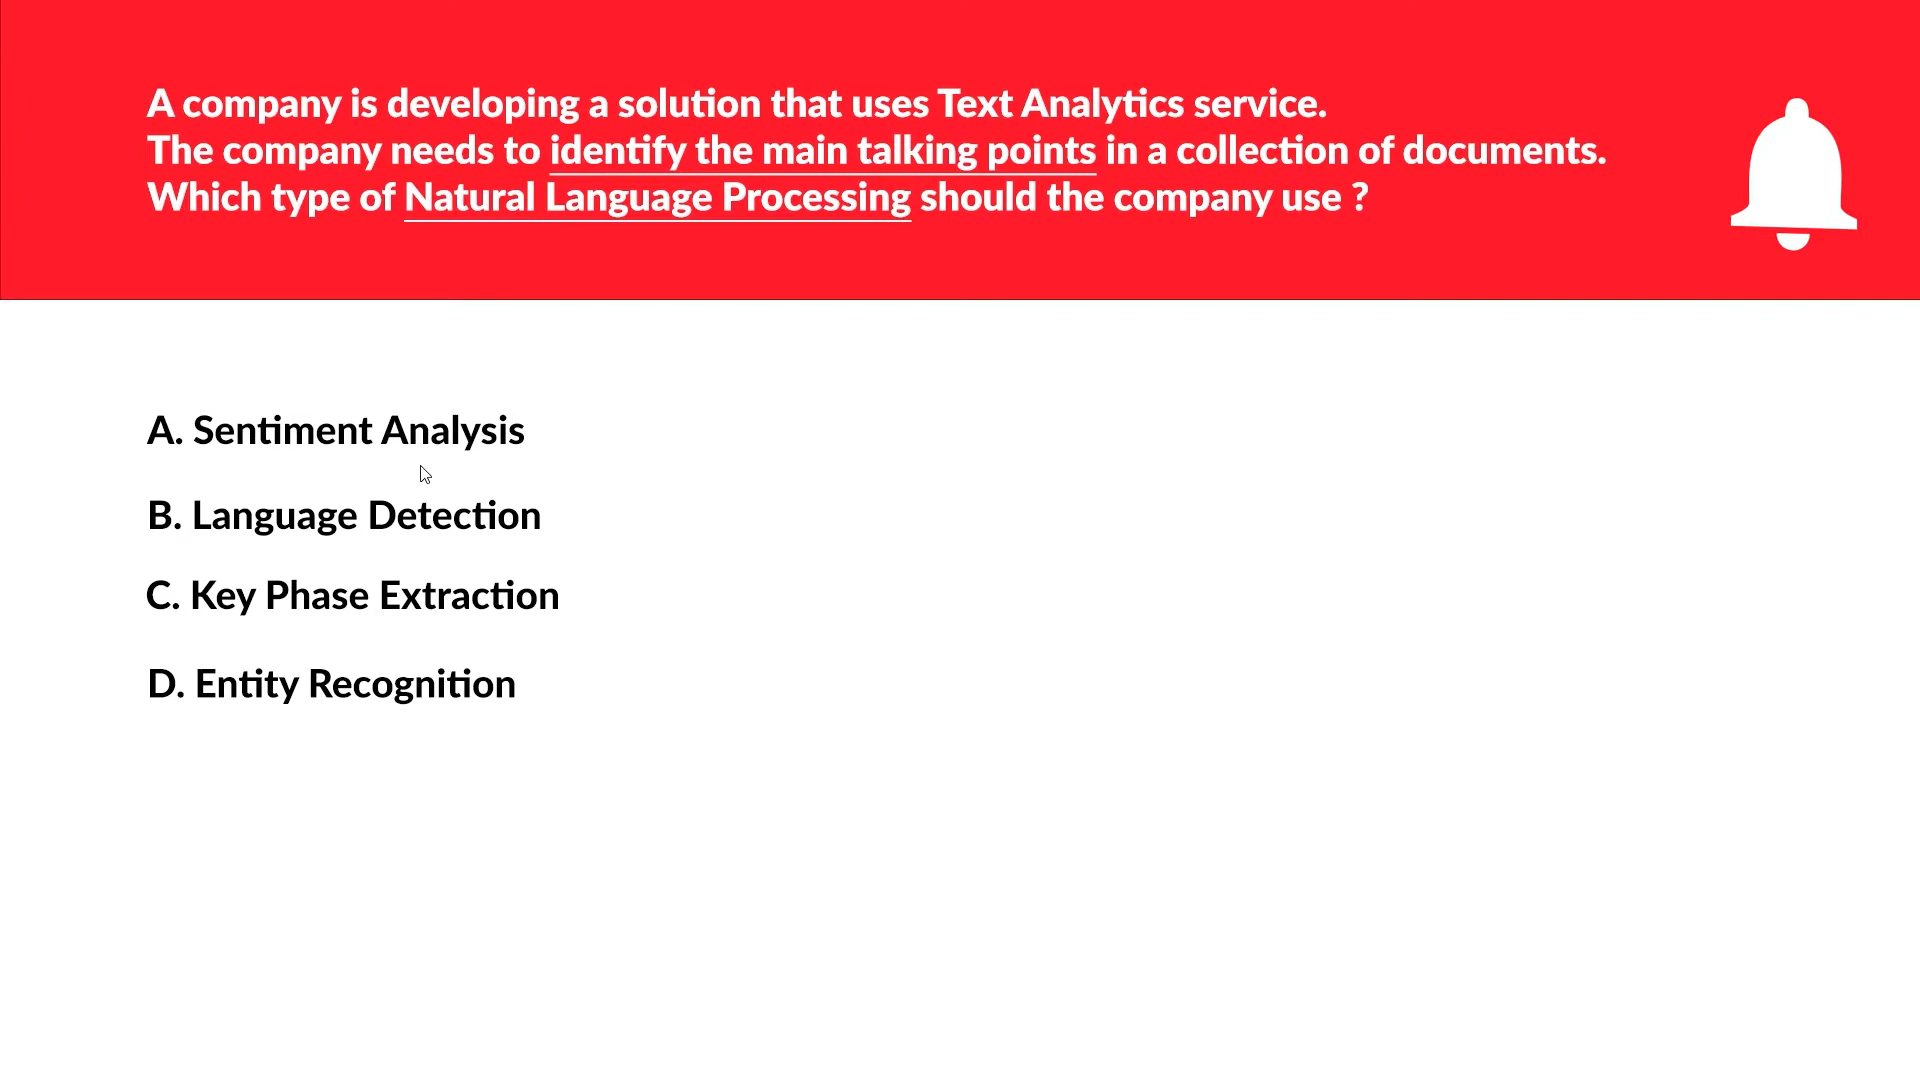 A company is developing a solution that uses Text Analytics service.
The company needs to identify the main talking points in a collection of documents.
Which type of Natural Language Processing should the company use ?
A. Sentiment Analysis
B. Language Detection
C. Key Phase Extraction
D. Entity Recognition